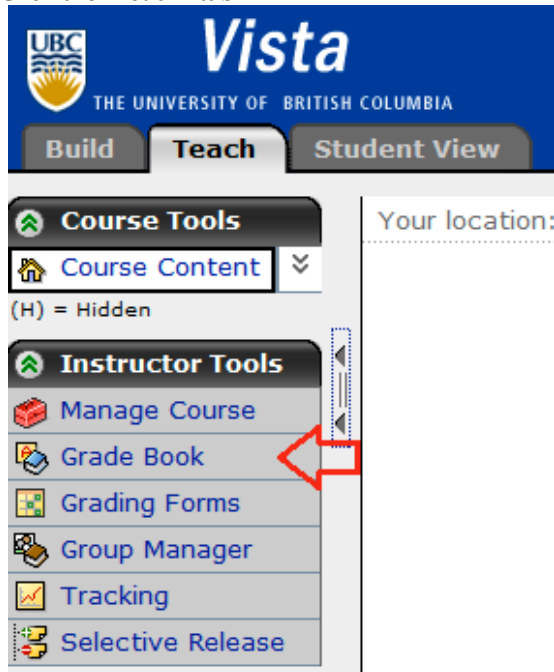 UBC
Vista
THE UNIVERSITY OF BRITISH COLUMBIA
Build Teach Student View
Course Tools
Your location:
Course Content
(H) = Hidden
Instructor Tools
Manage Course
Grade Book
Grading Forms
Group Manager
Tracking
Selective Release